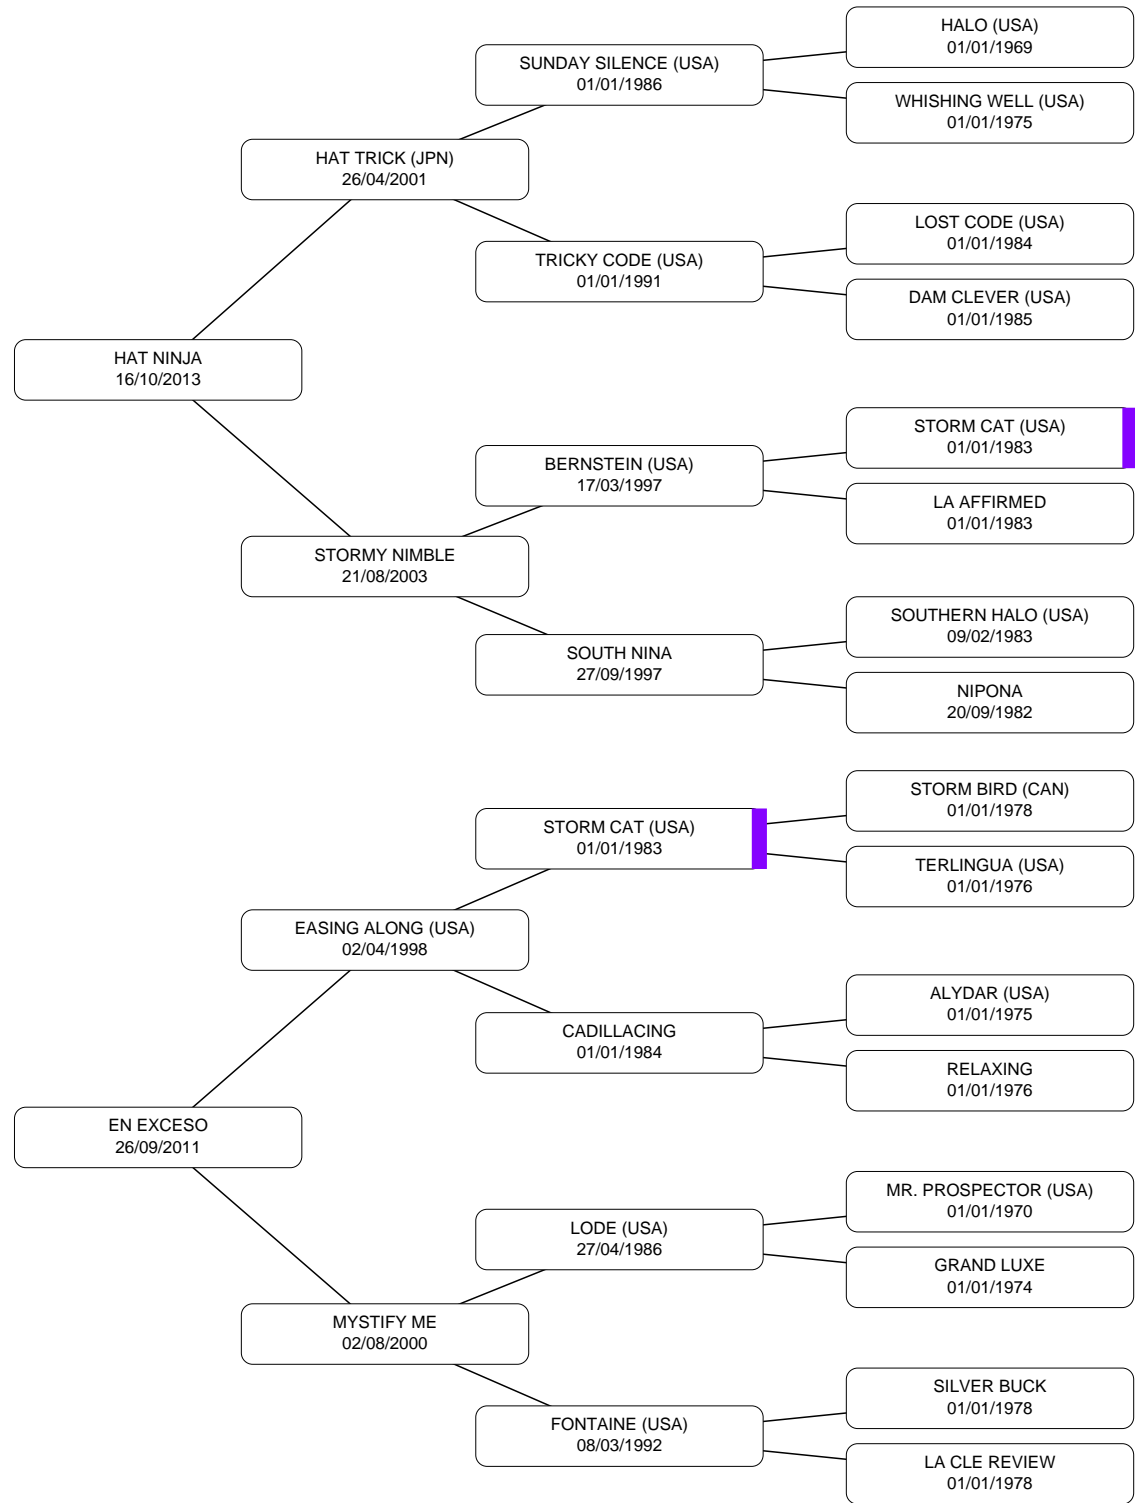 HALO (USA)
01/01/1969
SUNDAY SILENCE (USA)
01/01/1986
WHISHING WELL (USA)
01/01/1975
HAT TRICK (JPN)
26/04/2001
LOST CODE (USA)
01/01/1984
TRICKY CODE (USA)
01/01/1991
DAM CLEVER (USA)
01/01/1985
HAT NINJA
16/10/2013
STORM CAT (USA)
01/01/1983
BERNSTEIN (USA)
17/03/1997
LA AFFIRMED
01/01/1983
STORMY NIMBLE
21/08/2003
SOUTHERN HALO (USA)
09/02/1983
SOUTH NINA
27/09/1997
NIPONA
20/09/1982
STORM BIRD (CAN)
01/01/1978
STORM CAT (USA)
01/01/1983
TERLINGUA (USA)
01/01/1976
EASING ALONG (USA)
02/04/1998
ALYDAR (USA)
01/01/1975
CADILLACING
01/01/1984
RELAXING
01/01/1976
EN EXCESO
26/09/2011
MR. PROSPECTOR (USA)
01/01/1970
LODE (USA)
27/04/1986
GRAND LUXE
01/01/1974
MYSTIFY ME
02/08/2000
SILVER BUCK
01/01/1978
FONTAINE (USA)
08/03/1992
LA CLE REVIEW
01/01/1978